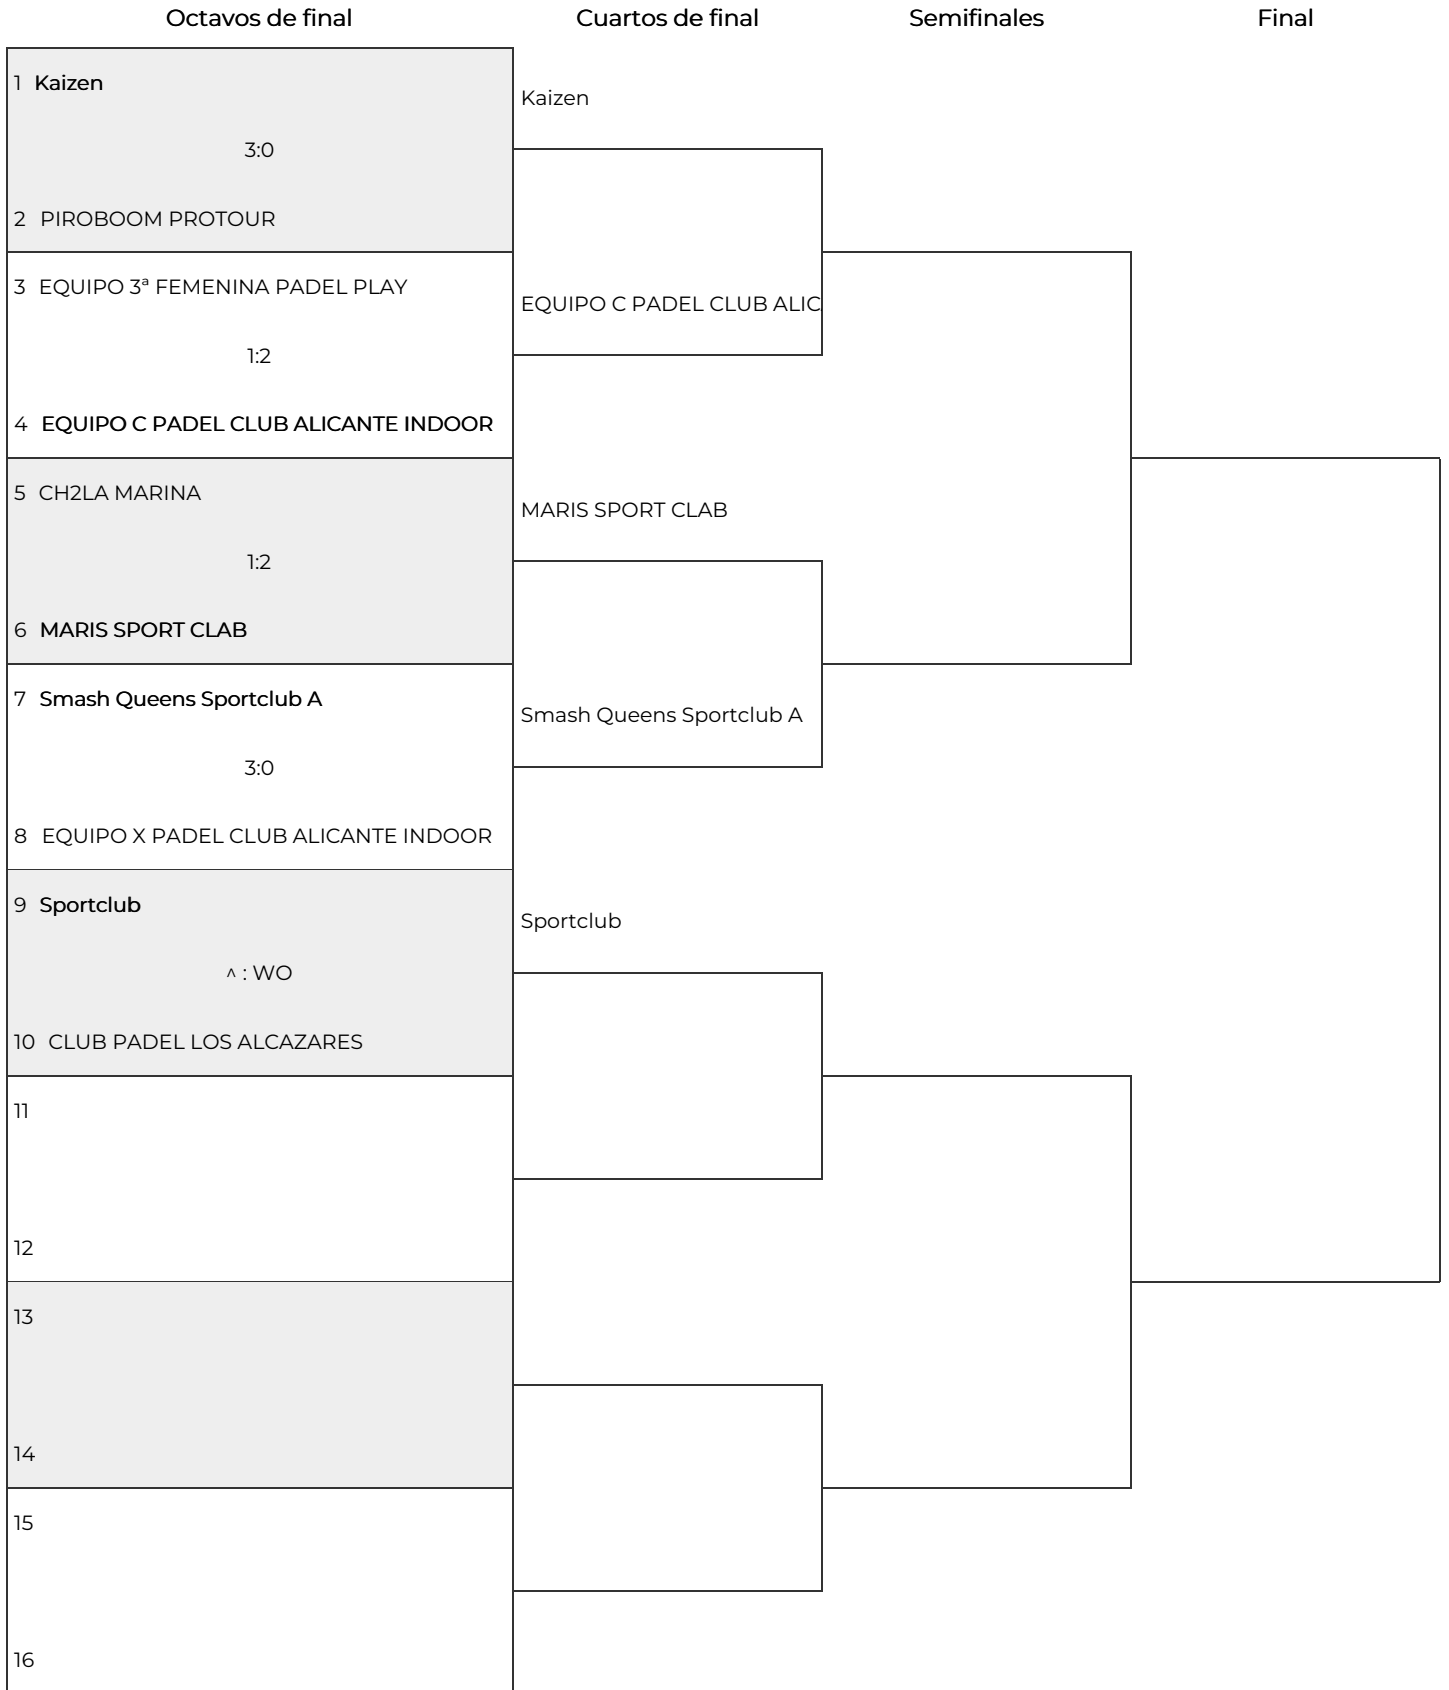 Octavos de final
Cuartos de final
Semifinales
Final
1 Kaizen
3:0
2 PIROBOOM PROTOUR
3 EQUIPO 3ª FEMENINA PADEL PLAY
1:2
4 EQUIPO C PADEL CLUB ALICANTE INDOOR
5 CH2LA MARINA
1:2
6 MARIS SPORT CLAB
7 Smash Queens Sportclub A
3:0
8 EQUIPO X PADEL CLUB ALICANTE INDOOR
9 Sportclub
^ : WO
10 CLUB PADEL LOS ALCAZARES
11
12
13
14
15
16
Kaizen
EQUIPO C PADEL CLUB ALIC
MARIS SPORT CLAB
Smash Queens Sportclub A
Sportclub